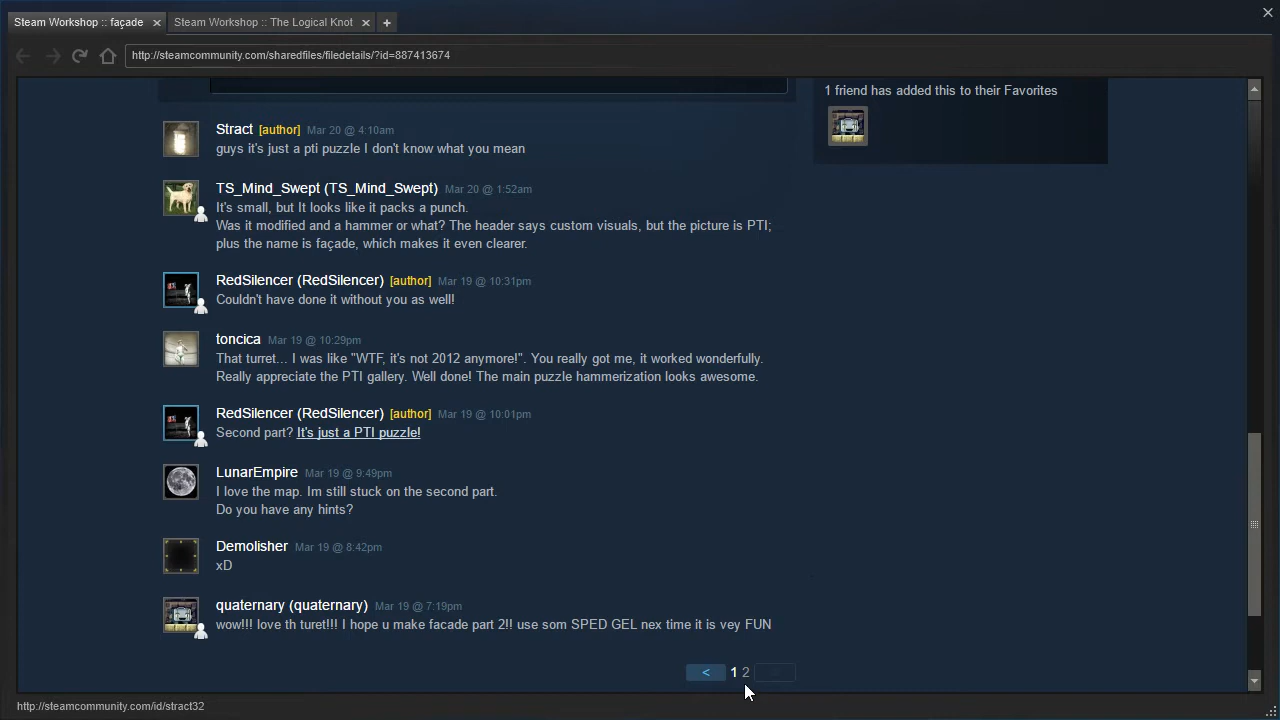 Steam Workshop :: façade
Steam Workshop :: The Logical Knot
http://steamcommunity.com/sharedfiles/filedetails/?id=887413674
1 friend has added this to their Favorites
Stract [author] Mar 20 @ 4:10am
guys it's just a pti puzzle I don't know what you mean
TS_Mind_Swept (TS_Mind_Swept) Mar 20 @ 1:52am
It's small, but It looks like it packs a punch.
Was it modified and a hammer or what? The header says custom visuals, but the picture is PTI;
plus the name is façade, which makes it even clearer.
RedSilencer (RedSilencer) [author] Mar 19 @ 10:31pm
Couldn't have done it without you as well!
toncica Mar 19 @ 10:29pm
That turret... I was like "WTF, it's not 2012 anymore!". You really got me, it worked wonderfully.
Really appreciate the PTI gallery. Well done! The main puzzle hammerization looks awesome.
RedSilencer (RedSilencer) [author] Mar 19 @ 10:01pm
Second part? It's just a PTI puzzle!
LunarEmpire Mar 19 @ 9:49pm
I love the map. Im still stuck on the second part.
Do you have any hints?
Demolisher Mar 19 @ 8:42pm
xD
quaternary (quaternary) Mar 19 @ 7:19pm
wow!!! love th turet!!! I hope u make facade part 2!! use som SPED GEL nex time it is vey FUN
< 1 2
http://steamcommunity.com/id/stract32